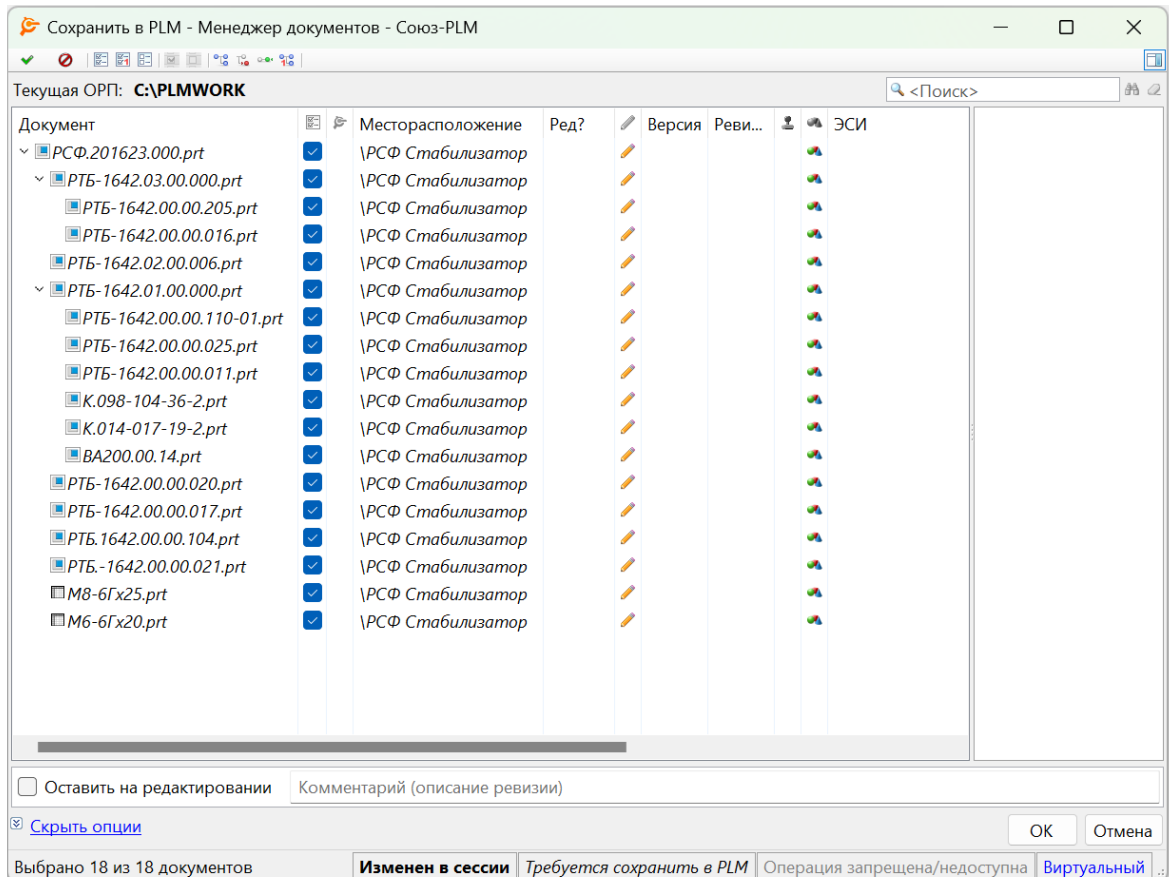 Сохранить в PLM - Менеджер документов - Союз-PLM
Текущая ОРП: C:\PLMWORK <Поиск>
Документ Месторасположение Ред? Версия Реви... ЭСИ
РСФ.201623.000.prt \РСФ Стабилизатор
РТБ-1642.03.00.000.prt \РСФ Стабилизатор
РТБ-1642.00.00.205.prt \РСФ Стабилизатор
РТБ-1642.00.00.016.prt \РСФ Стабилизатор
РТБ-1642.02.00.006.prt \РСФ Стабилизатор
РТБ-1642.01.00.000.prt \РСФ Стабилизатор
РТБ-1642.00.00.110-01.prt \РСФ Стабилизатор
РТБ-1642.00.00.025.prt \РСФ Стабилизатор
РТБ-1642.00.00.011.prt \РСФ Стабилизатор
К.098-104-36-2.prt \РСФ Стабилизатор
К.014-017-19-2.prt \РСФ Стабилизатор
ВА200.00.14.prt \РСФ Стабилизатор
РТБ-1642.00.00.020.prt \РСФ Стабилизатор
РТБ-1642.00.00.017.prt \РСФ Стабилизатор
РТБ.1642.00.00.104.prt \РСФ Стабилизатор
РТБ.-1642.00.00.021.prt \РСФ Стабилизатор
М8-6Гх25.prt \РСФ Стабилизатор
М6-6Гх20.prt \РСФ Стабилизатор
Оставить на редактировании Комментарий (описание ревизии)
Скрыть опции ОК Отмена
Выбрано 18 из 18 документов Изменен в сессии Требуется сохранить в PLM Операция запрещена/недоступна Виртуальный